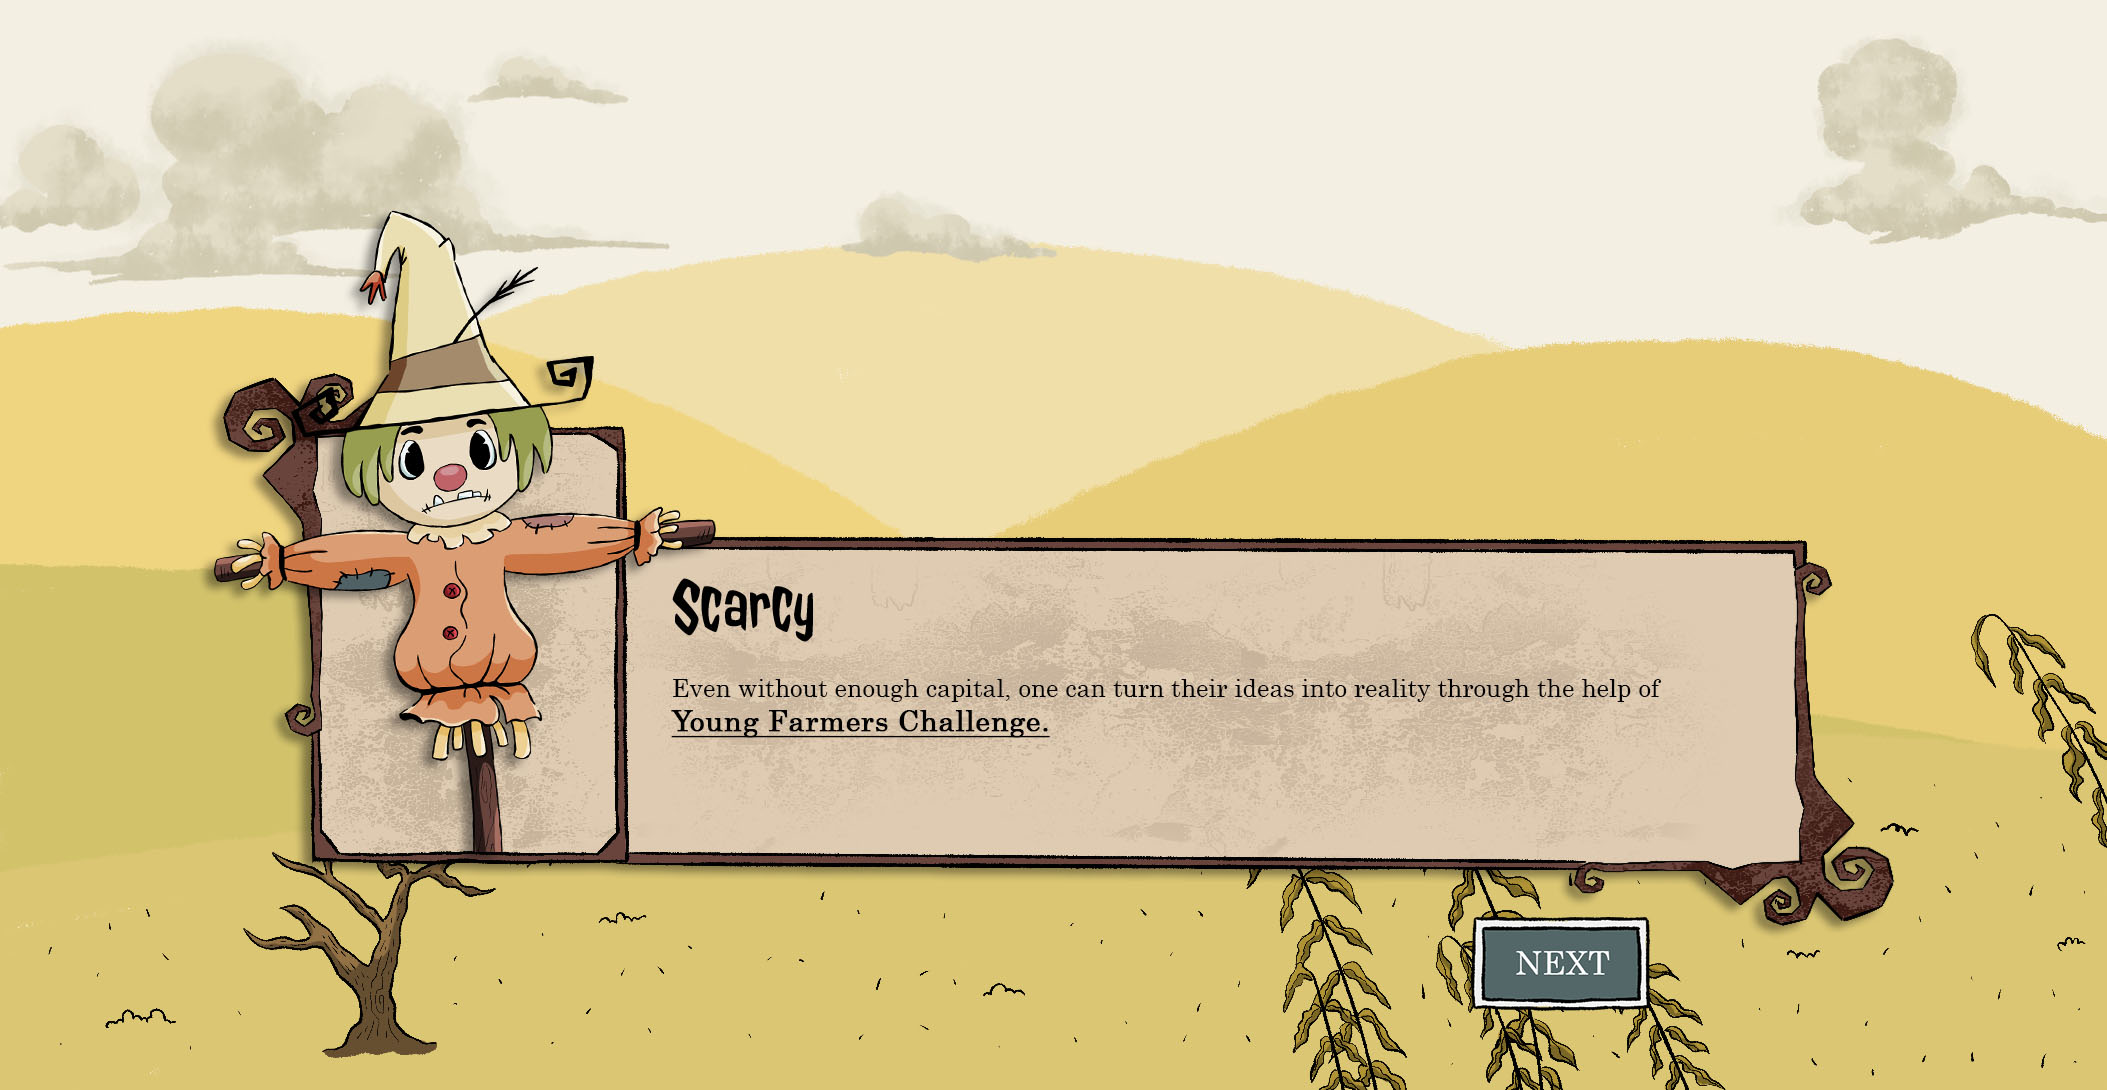 Scarcy
Even without enough capital, one can turn their ideas into reality through the help of
Young Farmers Challenge.
NEXT